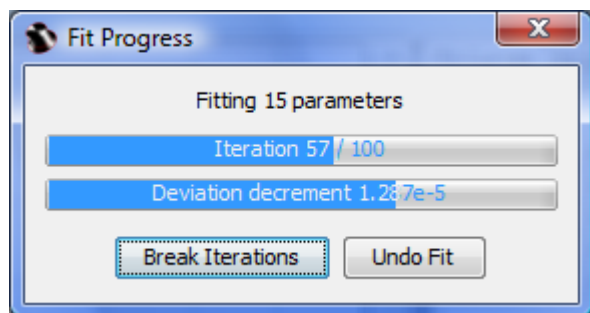 Fit Progress
Fitting 15 parameters
Iteration 57 / 100
Deviation decrement 1.287e-5
Break Iterations
Undo Fit